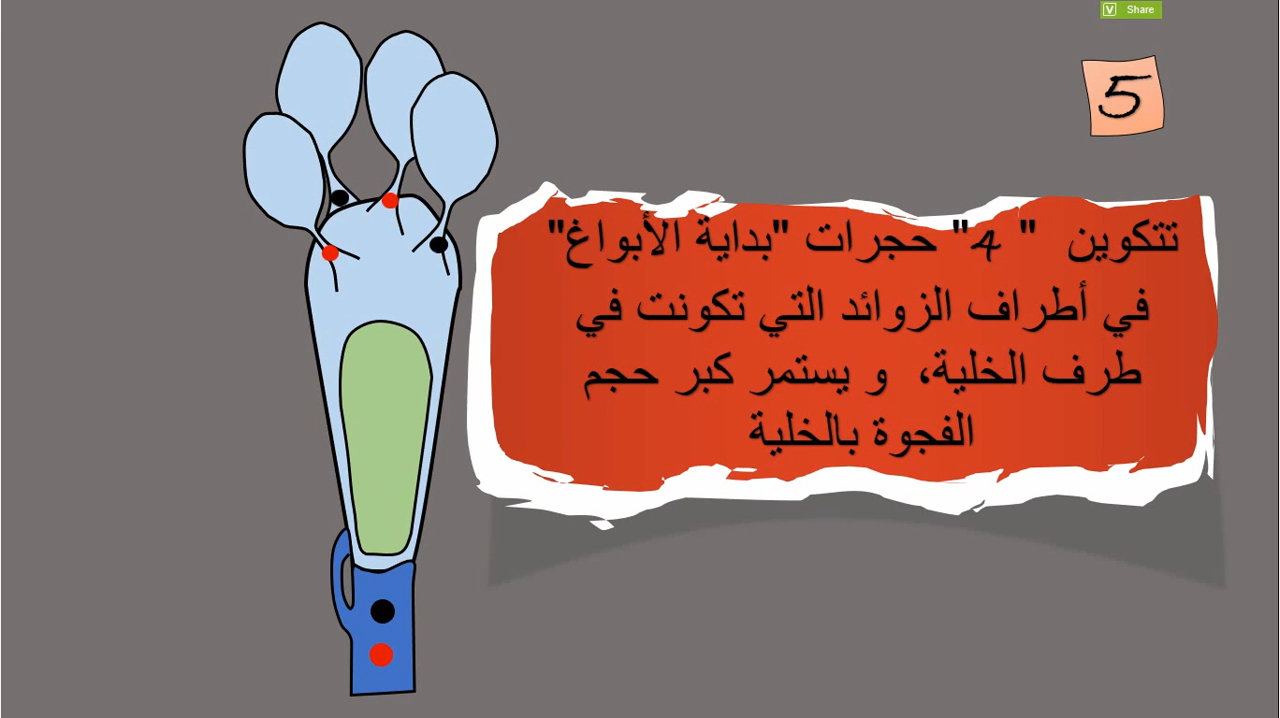 Share
5
تتكوين " 4" حجرات "بداية الأبواغ"
في أطراف الزوائد التي تكونت في
طرف الخلية، و يستمر كبر حجم
الفجوة بالخلية